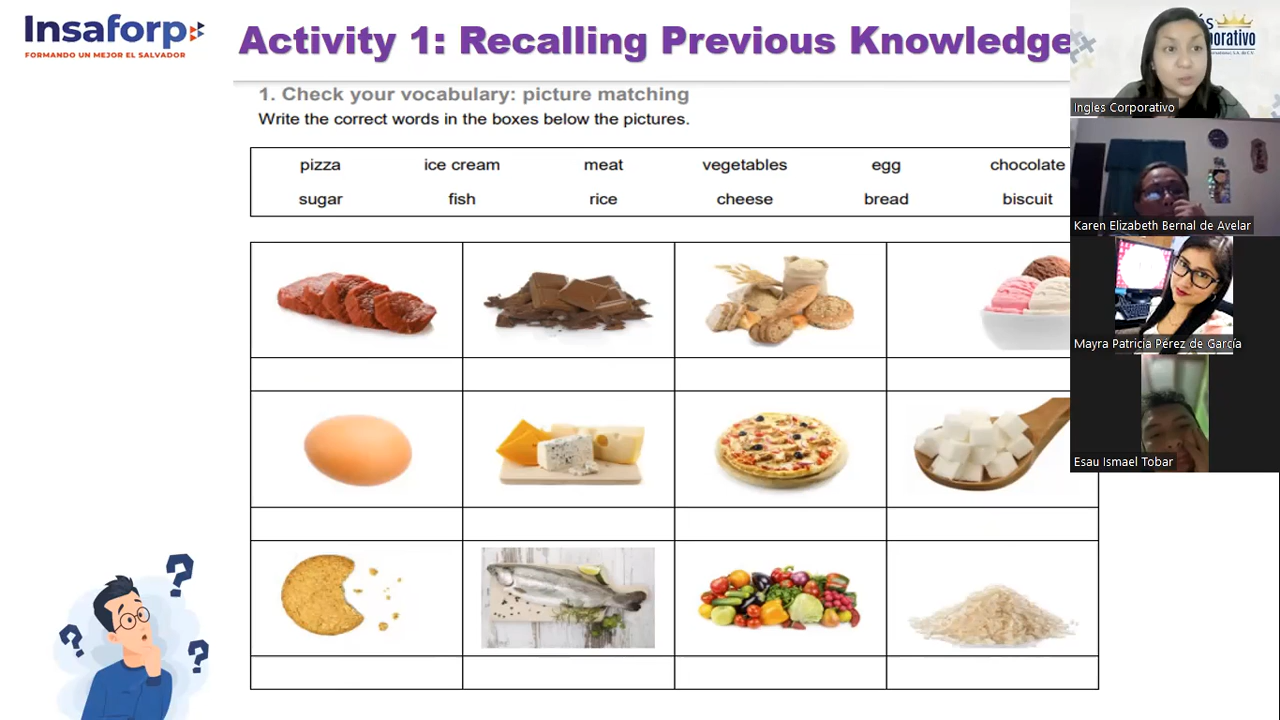 Insaforp
FORMANDO UN MEJOR EL SALVADOR
Activity 1: Recalling Previous Knowledge
1. Check your vocabulary: picture matching
Write the correct words in the boxes below the pictures.
pizza ice cream meat vegetables egg chocolate
sugar fish rice cheese bread biscuit
Ingles Corporativo
Karen Elizabeth Bernal de Avelar
Mayra Patricia Pérez de García
Esau Ismael Tobar
? ? ?